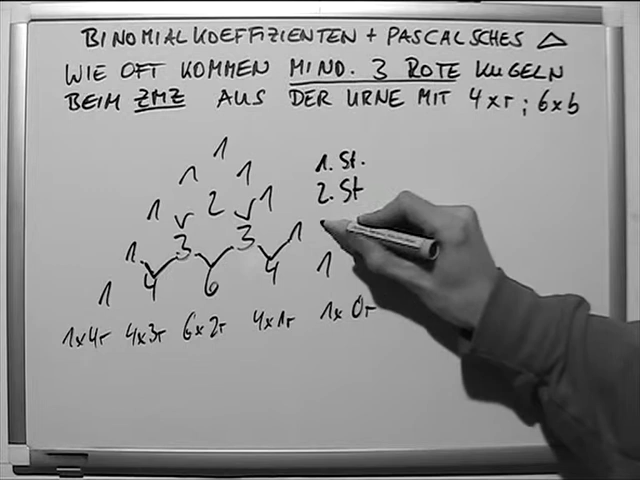 BINOMIALKOEFFIZIENTEN + PASCALSCHES △
WIE OFT KOMMEN MIND. 3 ROTE KUGELN
BEIM ZMZ AUS DER URNE MIT 4xr; 6xb
1
1 1 1. St.
1 2 1 2. St
1 3 3 1
1 4 6 4 1
1x4r 4x3r 6x2r 4x1r 1x0r